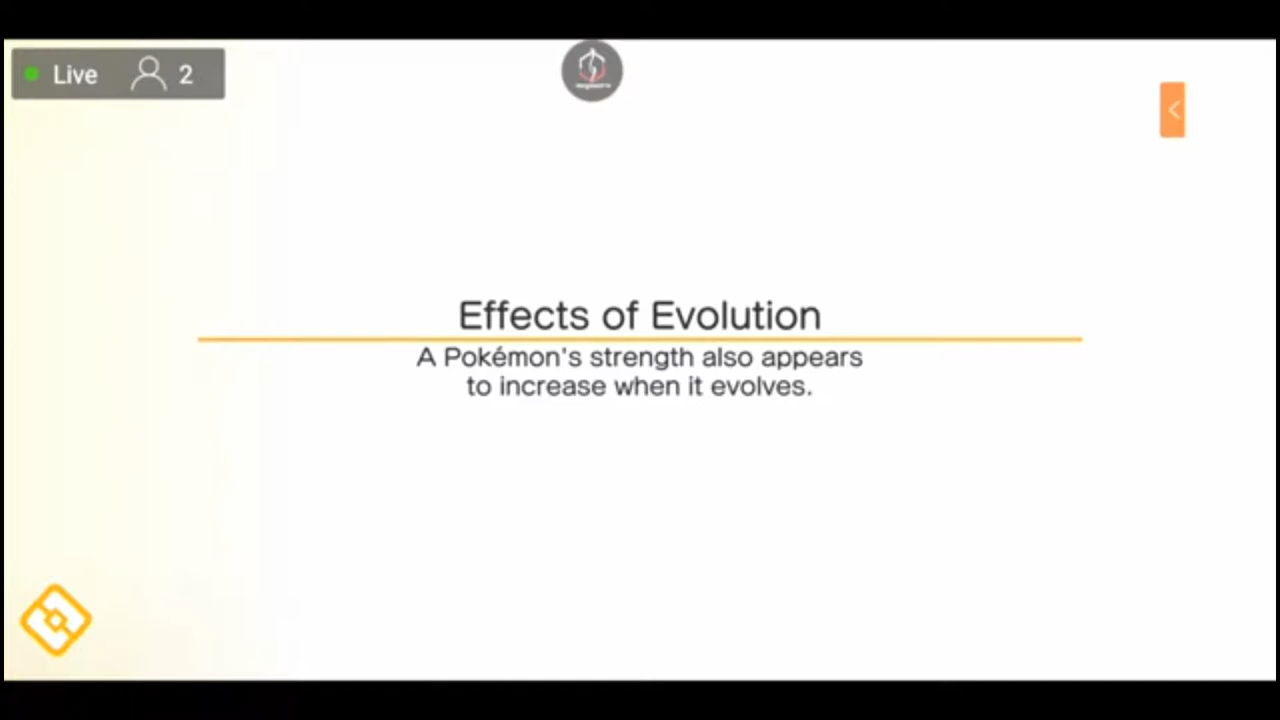 Live 2
Effects of Evolution
A Pokémon's strength also appears
to increase when it evolves.